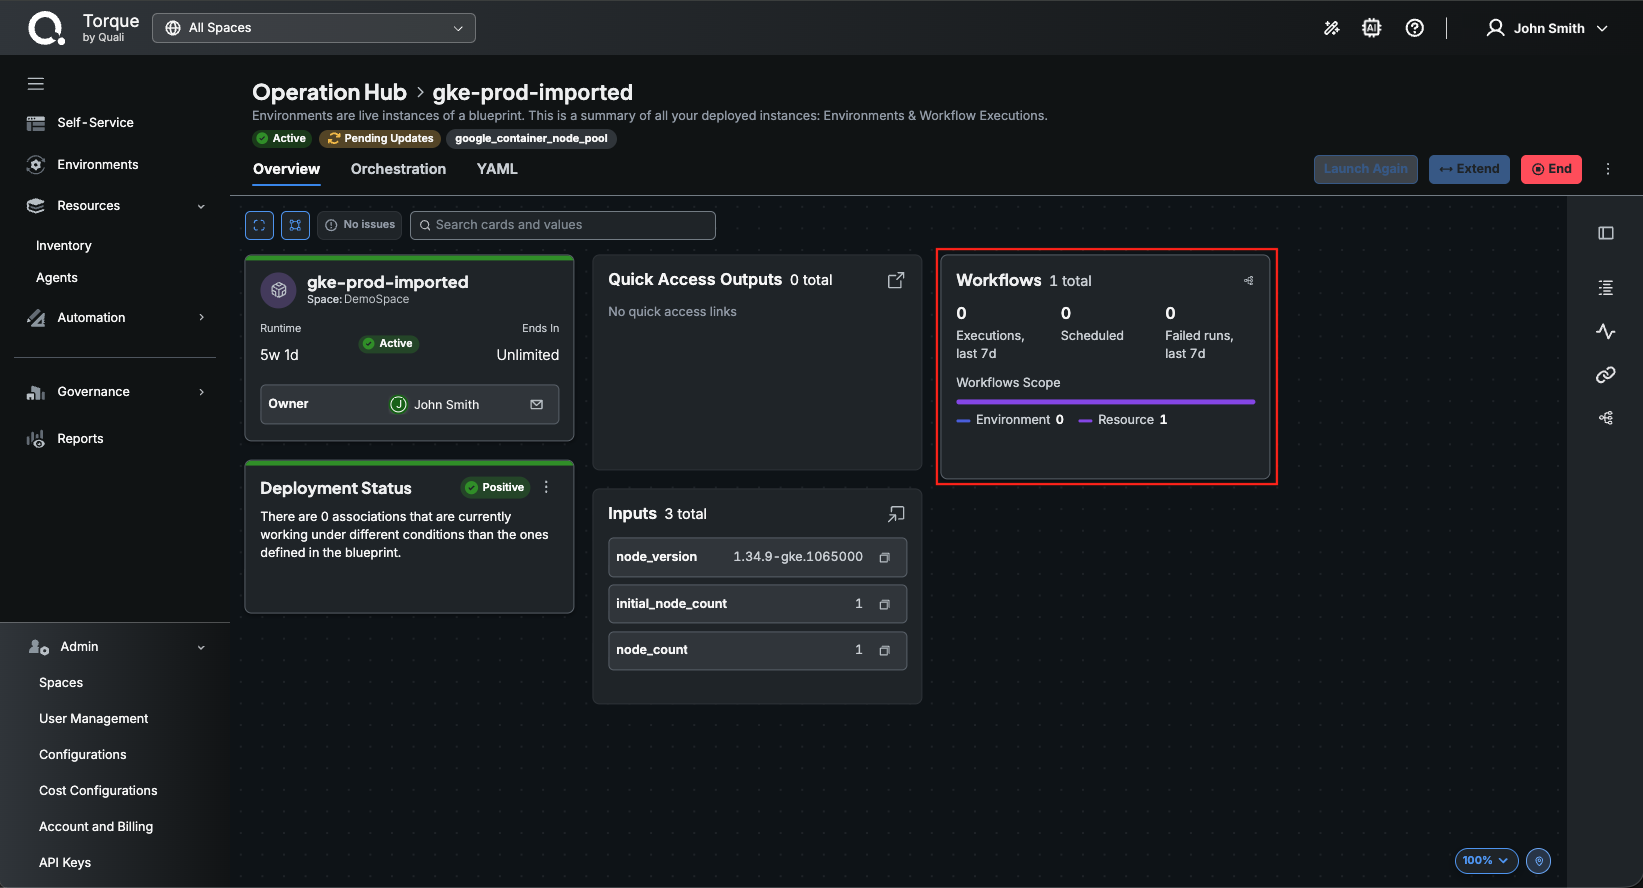 Torque
by Quali
All Spaces
AI
John Smith
Self-Service
Environments
Resources
Inventory
Agents
Automation
Governance
Reports
Admin
Spaces
User Management
Configurations
Cost Configurations
Account and Billing
API Keys
Operation Hub > gke-prod-imported
Environments are live instances of a blueprint. This is a summary of all your deployed instances: Environments & Workflow Executions.
Active Pending Updates google_container_node_pool
Overview Orchestration YAML
Launch Again Extend End
No issues Search cards and values
gke-prod-imported
Space: DemoSpace
Runtime Ends In
Active
5w 1d Unlimited
Owner J John Smith
Deployment Status Positive
There are 0 associations that are currently
working under different conditions than the ones
defined in the blueprint.
Quick Access Outputs 0 total
No quick access links
Inputs 3 total
node_version 1.34.9-gke.1065000
initial_node_count 1
node_count 1
Workflows 1 total
0 0 0
Executions, Scheduled Failed runs,
last 7d last 7d
Workflows Scope
Environment 0 Resource 1
100%